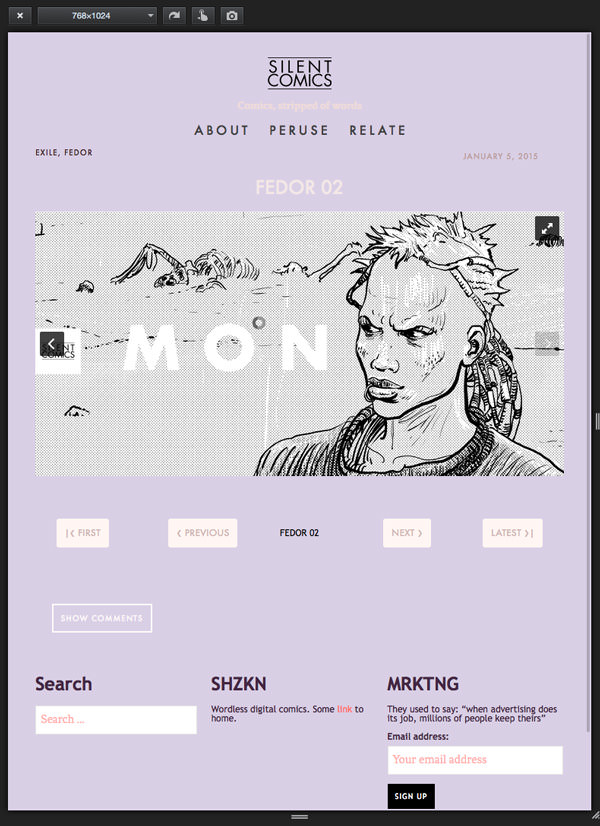 768×1024
SILENT
COMICS
Comics, stripped of words
ABOUT PERUSE RELATE
EXILE, FEDOR
JANUARY 5, 2015
FEDOR 02
MON
SILENT
COMICS
|❮ FIRST
❮ PREVIOUS
FEDOR 02
NEXT ❯
LATEST ❯|
SHOW COMMENTS
Search
Search ...
SHZKN
Wordless digital comics. Some link to
home.
MRKTNG
They used to say: “when advertising does
its job, millions of people keep theirs”
Email address:
Your email address
SIGN UP